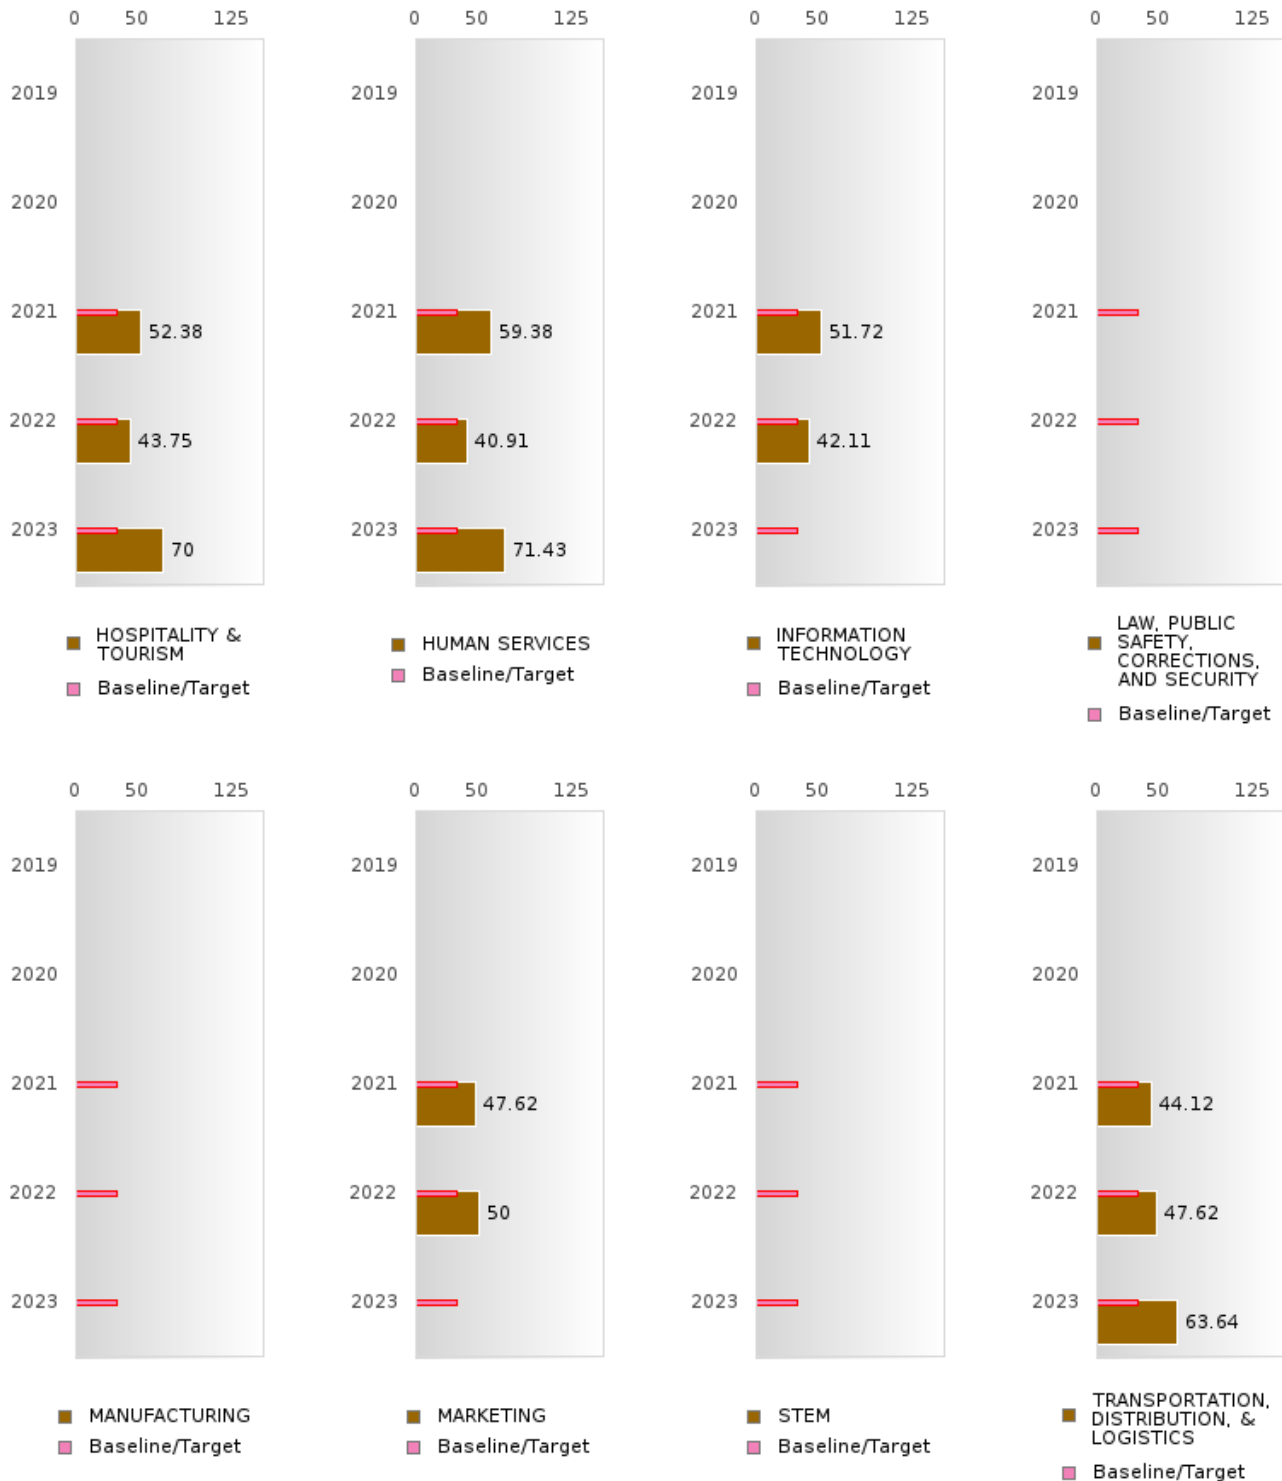 0 50 125 0 50 125 0 50 125 0 50 125
2019 2019 2019 2019
2020 2020 2020 2020
2021 52.38 2021 59.38 2021 51.72 2021
2022 43.75 2022 40.91 2022 42.11 2022
2023 70 2023 71.43 2023 2023
HOSPITALITY &
TOURISM
Baseline/Target
HUMAN SERVICES
Baseline/Target
INFORMATION
TECHNOLOGY
Baseline/Target
LAW, PUBLIC
SAFETY,
CORRECTIONS,
AND SECURITY
Baseline/Target
0 50 125 0 50 125 0 50 125 0 50 125
2019 2019 2019 2019
2020 2020 2020 2020
2021 2021 47.62 2021 2021 44.12
2022 2022 50 2022 2022 47.62
2023 2023 2023 2023 63.64
MANUFACTURING
Baseline/Target
MARKETING
Baseline/Target
STEM
Baseline/Target
TRANSPORTATION,
DISTRIBUTION, &
LOGISTICS
Baseline/Target